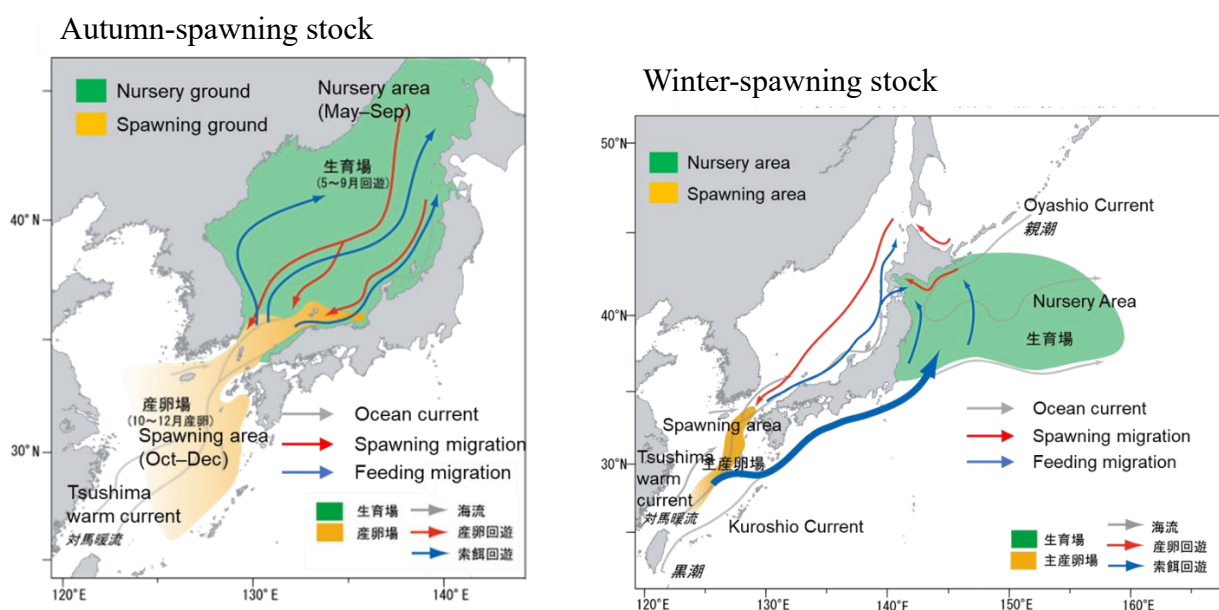 Autumn-spawning stock
Nursery ground
Spawning ground
Nursery area
(May–Sep)
生育場
(5～9月回遊)
40°N
30°N
産卵場
(10～12月産卵)
Spawning area
(Oct–Dec)
Tsushima
warm current
対馬暖流
Ocean current
Spawning migration
Feeding migration
生育場
産卵場
海流
産卵回遊
索餌回遊
120°E
130°E
140°E
Winter-spawning stock
50°N
Nursery area
Spawning area
Oyashio Current
親潮
40°N
Nursery Area
生育場
Spawning area
主産卵場
30°N
Tsushima
warm
current
対馬暖流
Kuroshio Current
黒潮
Ocean current
Spawning migration
Feeding migration
生育場
主産卵場
海流
産卵回遊
索餌回遊
120°E
130°E
140°E
150°E
160°E